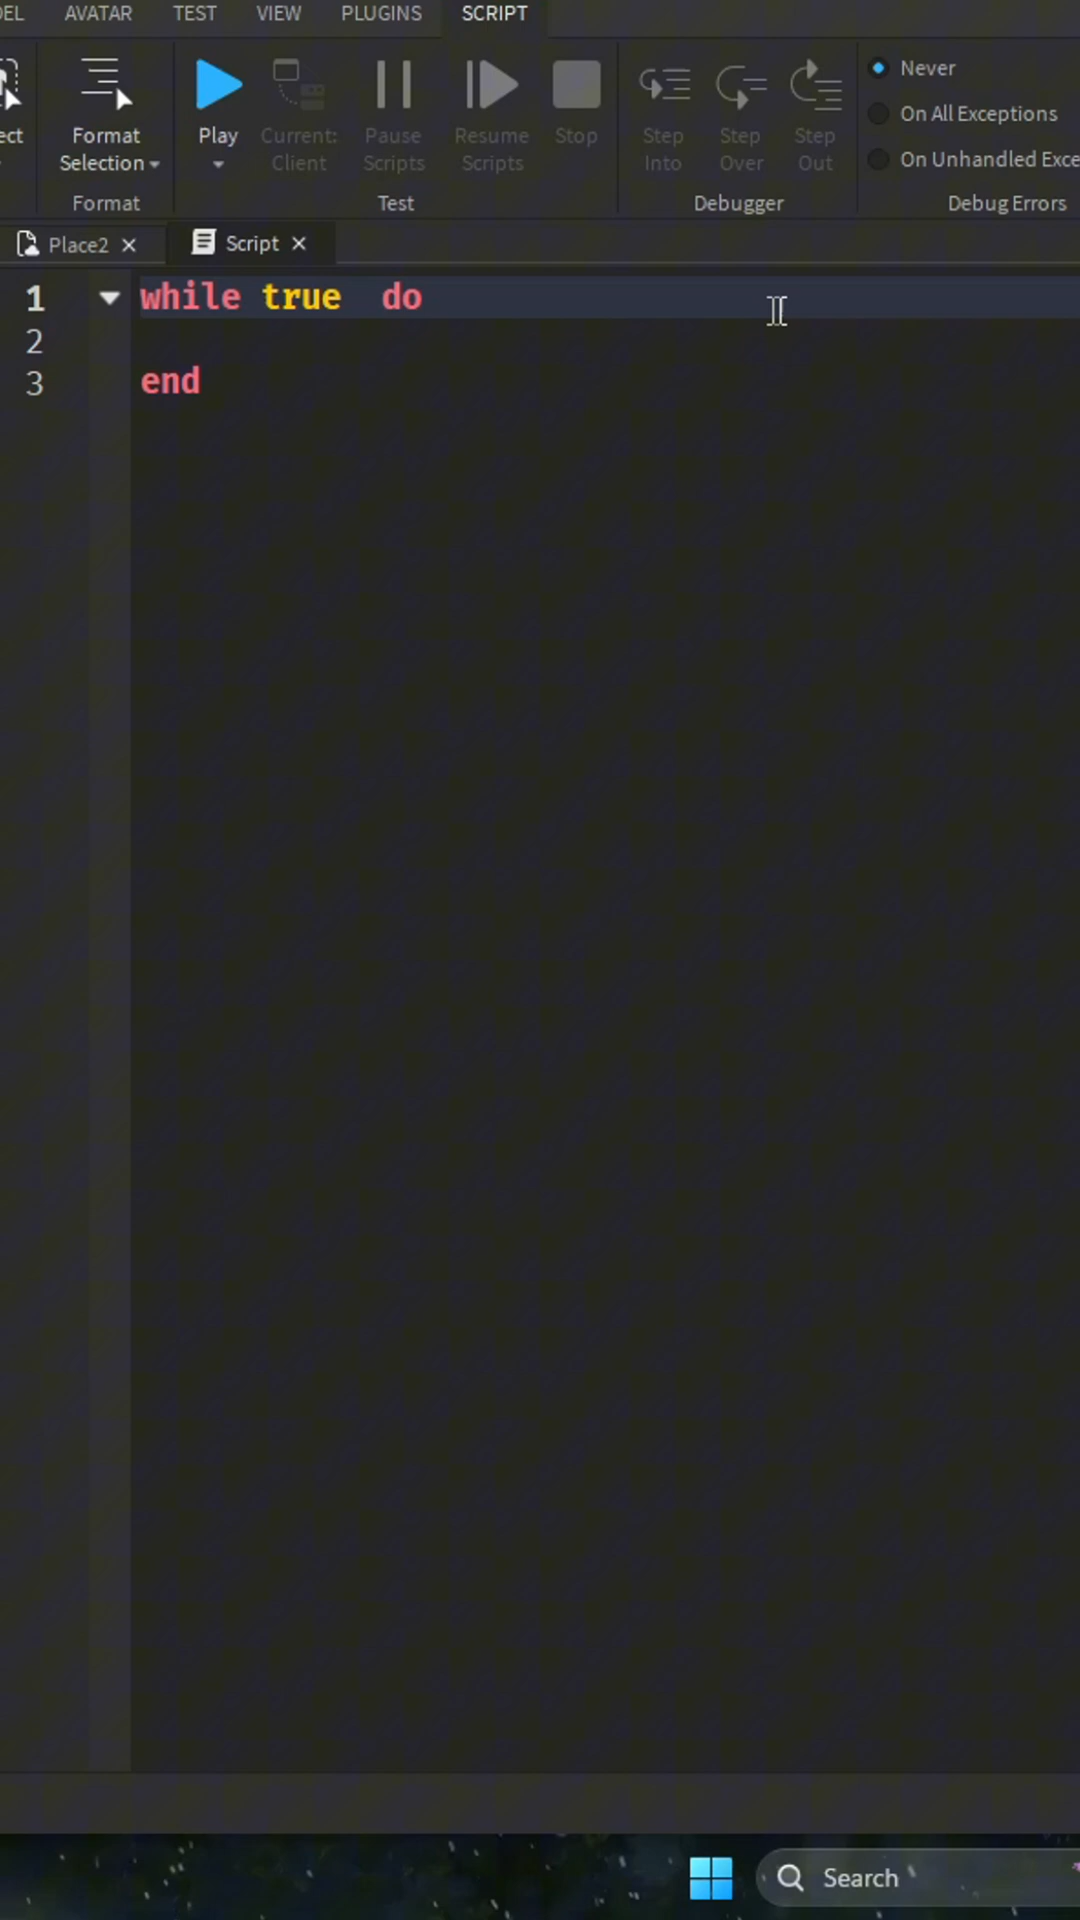 AVATAR TEST VIEW PLUGINS SCRIPT
Format Selection
Play
Current: Client
Pause Scripts
Resume Scripts
Stop
Step Into
Step Over
Step Out
Never
On All Exceptions
On Unhandled Exce
Format Test Debugger Debug Errors
Place2 Script
1 while true do
2
3 end
Search